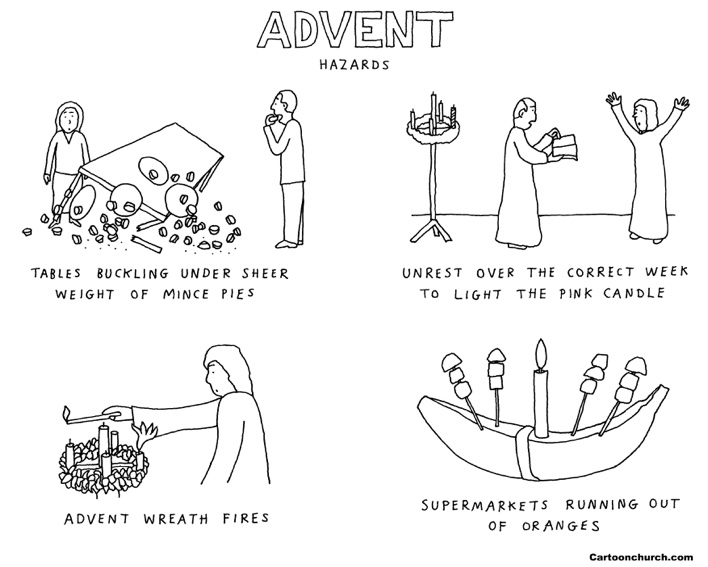 ADVENT
HAZARDS
TABLES BUCKLING UNDER SHEER
WEIGHT OF MINCE PIES
UNREST OVER THE CORRECT WEEK
TO LIGHT THE PINK CANDLE
ADVENT WREATH FIRES
SUPERMARKETS RUNNING OUT
OF ORANGES
Cartoonchurch.com